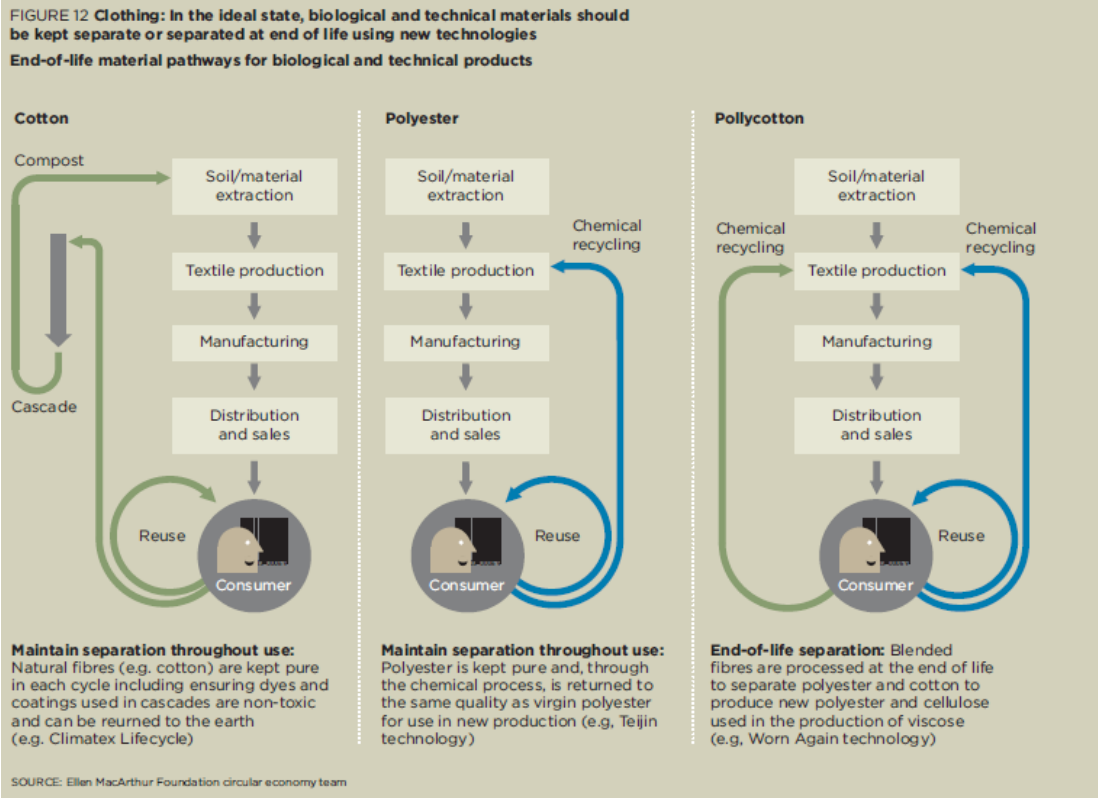 FIGURE 12 Clothing: In the ideal state, biological and technical materials should
be kept separate or separated at end of life using new technologies
End-of-life material pathways for biological and technical products
Cotton
Compost
Soil/material
extraction
Textile production
Manufacturing
Distribution
and sales
Cascade
Reuse
Consumer
Maintain separation throughout use:
Natural fibres (e.g. cotton) are kept pure
in each cycle including ensuring dyes and
coatings used in cascades are non-toxic
and can be reurned to the earth
(e.g. Climatex Lifecycle)
Polyester
Soil/material
extraction
Chemical
recycling
Textile production
Manufacturing
Distribution
and sales
Reuse
Consumer
Maintain separation throughout use:
Polyester is kept pure and, through
the chemical process, is returned to
the same quality as virgin polyester
for use in new production (e.g, Teijin
technology)
Pollycotton
Soil/material
extraction
Chemical
recycling
Chemical
recycling
Textile production
Manufacturing
Distribution
and sales
Reuse
Consumer
End-of-life separation: Blended
fibres are processed at the end of life
to separate polyester and cotton to
produce new polyester and cellulose
used in the production of viscose
(e.g, Worn Again technology)
SOURCE: Ellen MacArthur Foundation circular economy team